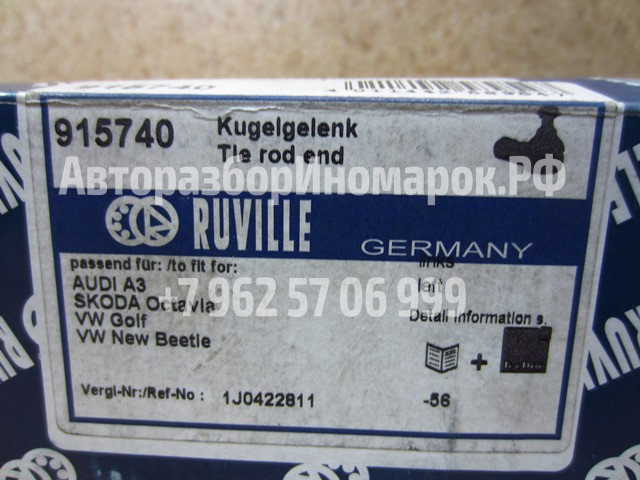 915740
915740 Kugelgelenk
Tie rod end
АвторазборИномарок.РФ
RUVILLE GERMANY
passend für: /to fit for: links
AUDI A3 left
+7 962 57 06 999
SKODA Octavia
VW Golf Detail information s.
VW New Beetle
+
Vergl-Nr:/Ref-No : 1J0422811 -56